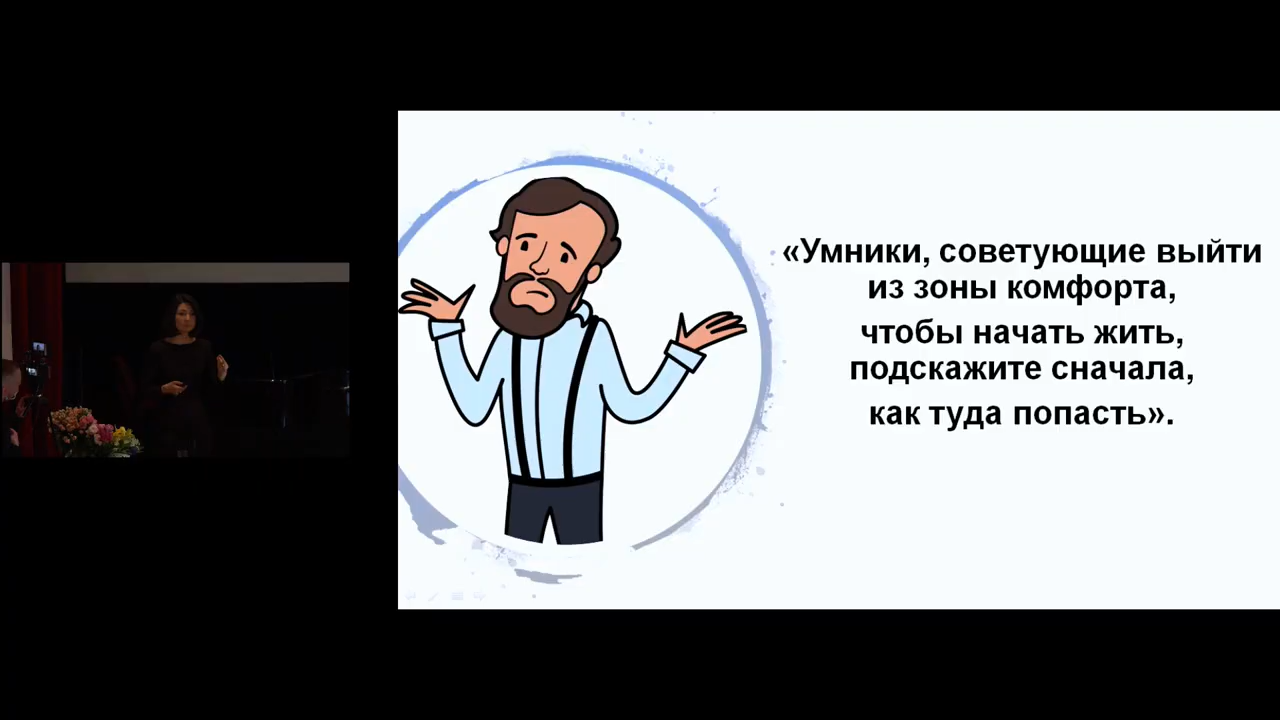 «Умники, советующие выйти
из зоны комфорта,
чтобы начать жить,
подскажите сначала,
как туда попасть».